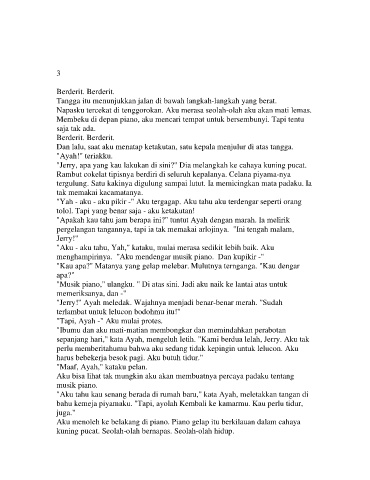 3
Berderit. Berderit.
Tangga itu menunjukkan jalan di bawah langkah-langkah yang berat.
Napasku tercekat di tenggorokan. Aku merasa seolah-olah aku akan mati lemas.
Membeku di depan piano, aku mencari tempat untuk bersembunyi. Tapi tentu
saja tak ada.
Berderit. Berderit.
Dan lalu, saat aku menatap ketakutan, satu kepala menjulur di atas tangga.
"Ayah!" teriakku.
"Jerry, apa yang kau lakukan di sini?" Dia melangkah ke cahaya kuning pucat.
Rambut cokelat tipisnya berdiri di seluruh kepalanya. Celana piyama-nya
tergulung. Satu kakinya digulung sampai lutut. Ia memicingkan mata padaku. Ia
tak memakai kacamatanya.
"Yah - aku - aku pikir -" Aku tergagap. Aku tahu aku terdengar seperti orang
tolol. Tapi yang benar saja - aku ketakutan!
"Apakah kau tahu jam berapa ini?" tuntut Ayah dengan marah. Ia melirik
pergelangan tangannya, tapi ia tak memakai arlojinya.  "Ini tengah malam,
Jerry!"
"Aku - aku tahu, Yah," kataku, mulai merasa sedikit lebih baik. Aku
menghampirinya.  "Aku mendengar musik piano.  Dan kupikir -"
"Kau apa?" Matanya yang gelap melebar. Mulutnya ternganga. "Kau dengar
apa?"
"Musik piano," ulangku. " Di atas sini. Jadi aku naik ke lantai atas untuk
memeriksanya, dan -"
"Jerry!" Ayah meledak. Wajahnya menjadi benar-benar merah. "Sudah
terlambat untuk lelucon bodohmu itu!"
"Tapi, Ayah -" Aku mulai protes.
"Ibumu dan aku mati-matian membongkar dan memindahkan perabotan
sepanjang hari," kata Ayah, mengeluh letih. "Kami berdua lelah, Jerry. Aku tak
perlu memberitahumu bahwa aku sedang tidak kepingin untuk lelucon. Aku
harus bebekerja besok pagi. Aku butuh tidur."
"Maaf, Ayah," kataku pelan.
Aku bisa lihat tak mungkin aku akan membuatnya percaya padaku tentang
musik piano.
"Aku tahu kau senang berada di rumah baru," kata Ayah, meletakkan tangan di
bahu kemeja piyamaku. "Tapi, ayolah Kembali ke kamarmu. Kau perlu tidur,
juga."
Aku menoleh ke belakang di piano. Piano gelap itu berkilauan dalam cahaya
kuning pucat. Seolah-olah bernapas. Seolah-olah hidup.